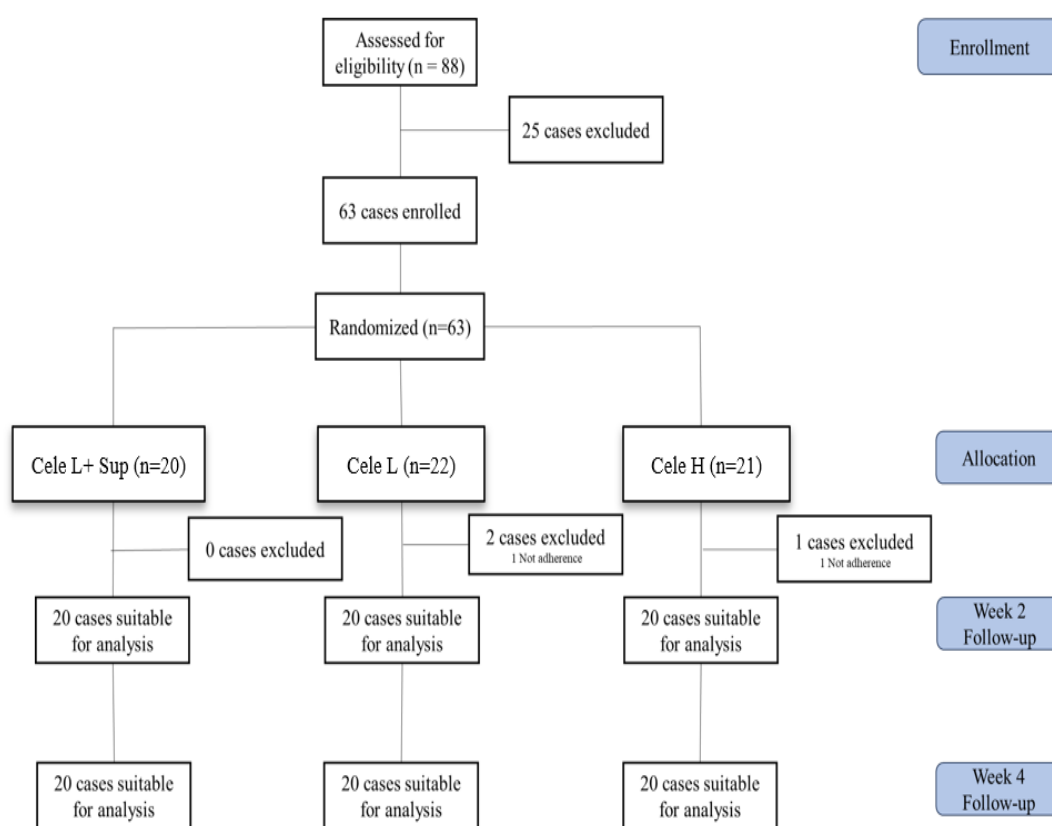 Assessed for
eligibility (n = 88)
Enrollment
25 cases excluded
63 cases enrolled
Randomized (n=63)
Cele L+ Sup (n=20)
Cele L (n=22)
Cele H (n=21)
Allocation
0 cases excluded
2 cases excluded
1 Not adherence
1 cases excluded
1 Not adherence
20 cases suitable
for analysis
20 cases suitable
for analysis
20 cases suitable
for analysis
Week 2
Follow-up
20 cases suitable
for analysis
20 cases suitable
for analysis
20 cases suitable
for analysis
Week 4
Follow-up